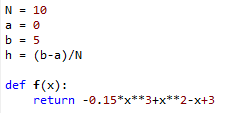 N = 10
a = 0
b = 5
h = (b-a)/N

def f(x):
    return -0.15*x**3+x**2-x+3